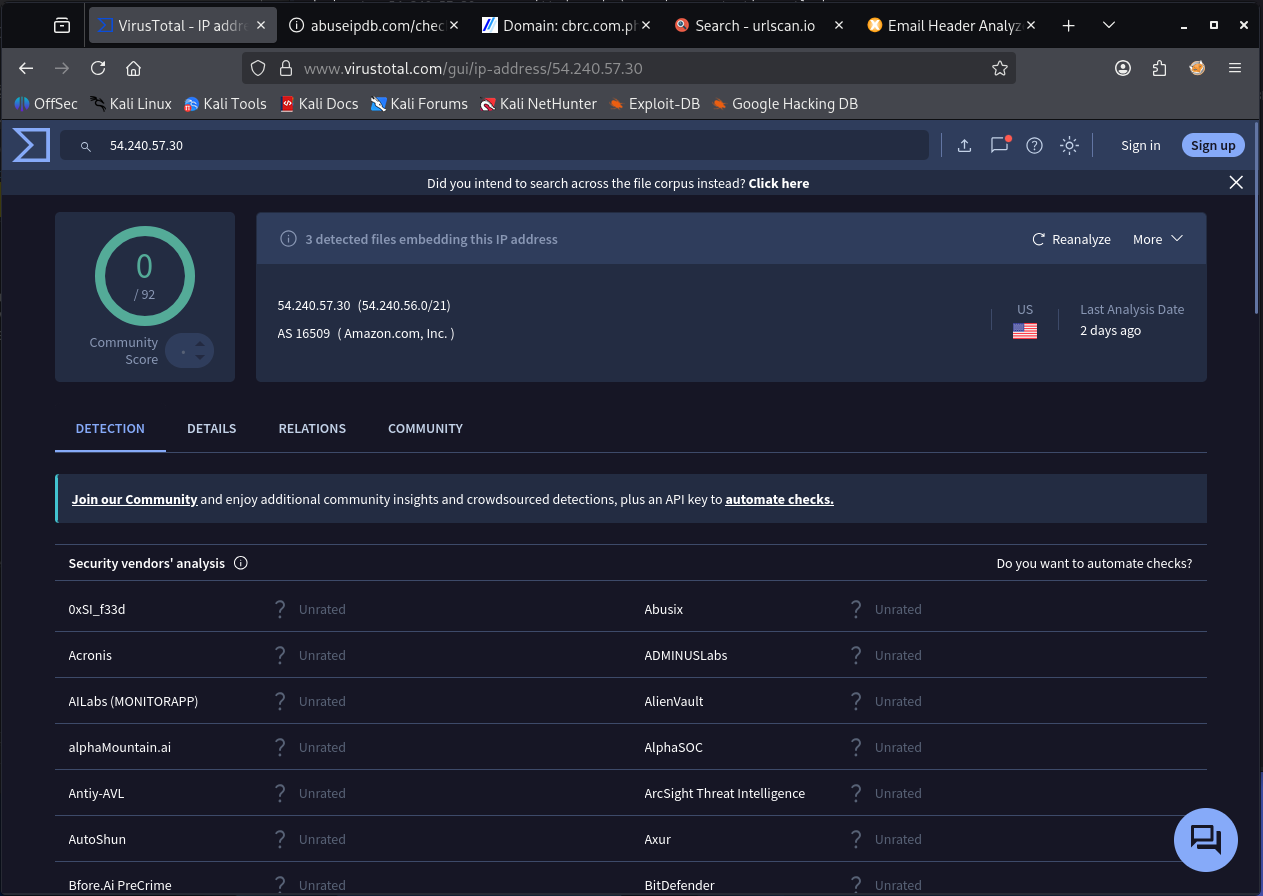 VirusTotal - IP addre
abuseipdb.com/chec
Domain: cbrc.com.ph
Search - urlscan.io
Email Header Analyz
www.virustotal.com/gui/ip-address/54.240.57.30
OffSec Kali Linux Kali Tools Kali Docs Kali Forums Kali NetHunter Exploit-DB Google Hacking DB
54.240.57.30
Sign in
Sign up
Did you intend to search across the file corpus instead? Click here
0
/ 92
Community
Score
3 detected files embedding this IP address
Reanalyze
More
54.240.57.30 (54.240.56.0/21)
AS 16509 ( Amazon.com, Inc. )
US
Last Analysis Date
2 days ago
DETECTION DETAILS RELATIONS COMMUNITY
Join our Community and enjoy additional community insights and crowdsourced detections, plus an API key to automate checks.
Security vendors' analysis
Do you want to automate checks?
0xSI_f33d ? Unrated Abusix ? Unrated
Acronis ? Unrated ADMINUSLabs ? Unrated
AILabs (MONITORAPP) ? Unrated AlienVault ? Unrated
alphaMountain.ai ? Unrated AlphaSOC ? Unrated
Antiy-AVL ? Unrated ArcSight Threat Intelligence ? Unrated
AutoShun ? Unrated Axur ? Unrated
Bfore.Ai PreCrime ? Unrated BitDefender ? Unrated